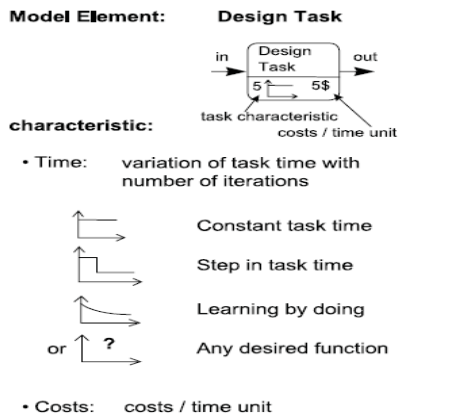 Model Element: Design Task
in Design Task out
5 5$
task characteristic
costs / time unit
characteristic:
• Time: variation of task time with
number of iterations
Constant task time
Step in task time
Learning by doing
or ? Any desired function
• Costs: costs / time unit